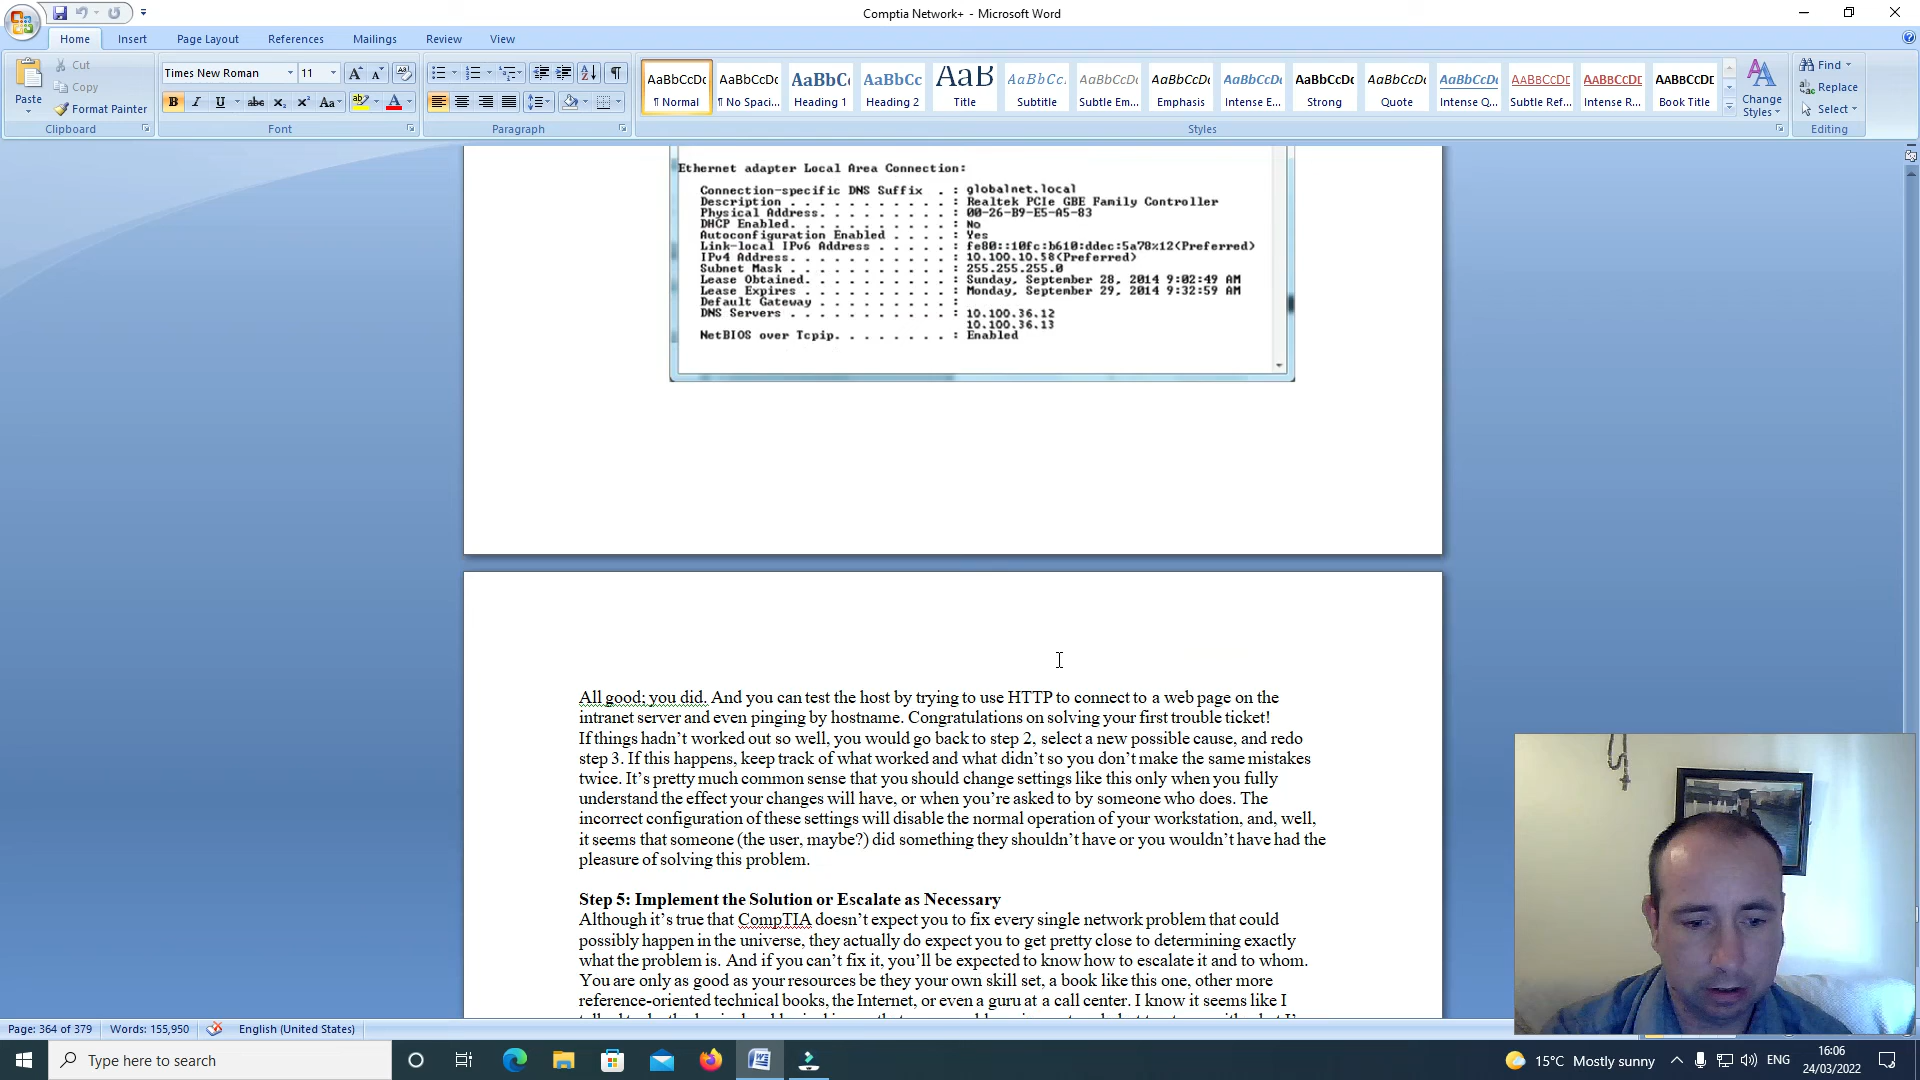 Comptia Network+ - Microsoft Word
Home Insert Page Layout References Mailings Review View
Paste
Cut
Copy
Format Painter
Clipboard
Times New Roman 11
Font
Paragraph
AaBbCcDc AaBbCcDc AaBbC AaBbCc AaB AaBbCc. AaBbCcDc AaBbCcDc AaBbCcDc AaBbCcDc AaBbCcDc AaBbCcDc AABBCCDC AABBCCDC AABBCCDC
¶ Normal ¶ No Spaci... Heading 1 Heading 2 Title Subtitle Subtle Em... Emphasis Intense E... Strong Quote Intense Q... Subtle Ref... Intense R... Book Title
Change Styles
Styles
Find
Replace
Select
Editing
Ethernet adapter Local Area Connection:
Connection-specific DNS Suffix . : globalnet.local
Description . . . . . . . . . . . : Realtek PCIe GBE Family Controller
Physical Address. . . . . . . . . : 00-26-B9-E5-A5-83
DHCP Enabled. . . . . . . . . . . : No
Autoconfiguration Enabled . . . . : Yes
Link-local IPv6 Address . . . . . : fe80::10fc:b610:ddec:5a78%12(Preferred)
IPv4 Address. . . . . . . . . . . : 10.100.10.58(Preferred)
Subnet Mask . . . . . . . . . . . : 255.255.255.0
Lease Obtained. . . . . . . . . . : Sunday, September 28, 2014 9:02:49 AM
Lease Expires . . . . . . . . . . : Monday, September 29, 2014 9:32:59 AM
Default Gateway . . . . . . . . . :
DNS Servers . . . . . . . . . . . : 10.100.36.12
10.100.36.13
NetBIOS over Tcpip. . . . . . . . : Enabled
All good; you did. And you can test the host by trying to use HTTP to connect to a web page on the
intranet server and even pinging by hostname. Congratulations on solving your first trouble ticket!
If things hadn’t worked out so well, you would go back to step 2, select a new possible cause, and redo
step 3. If this happens, keep track of what worked and what didn’t so you don’t make the same mistakes
twice. It’s pretty much common sense that you should change settings like this only when you fully
understand the effect your changes will have, or when you’re asked to by someone who does. The
incorrect configuration of these settings will disable the normal operation of your workstation, and, well,
it seems that someone (the user, maybe?) did something they shouldn’t have or you wouldn’t have had the
pleasure of solving this problem.
Step 5: Implement the Solution or Escalate as Necessary
Although it’s true that CompTIA doesn’t expect you to fix every single network problem that could
possibly happen in the universe, they actually do expect you to get pretty close to determining exactly
what the problem is. And if you can’t fix it, you’ll be expected to know how to escalate it and to whom.
You are only as good as your resources be they your own skill set, a book like this one, other more
reference-oriented technical books, the Internet, or even a guru at a call center. I know it seems like I
Page: 364 of 379 Words: 155,950 English (United States)
Type here to search
15°C Mostly sunny
ENG
16:06
24/03/2022